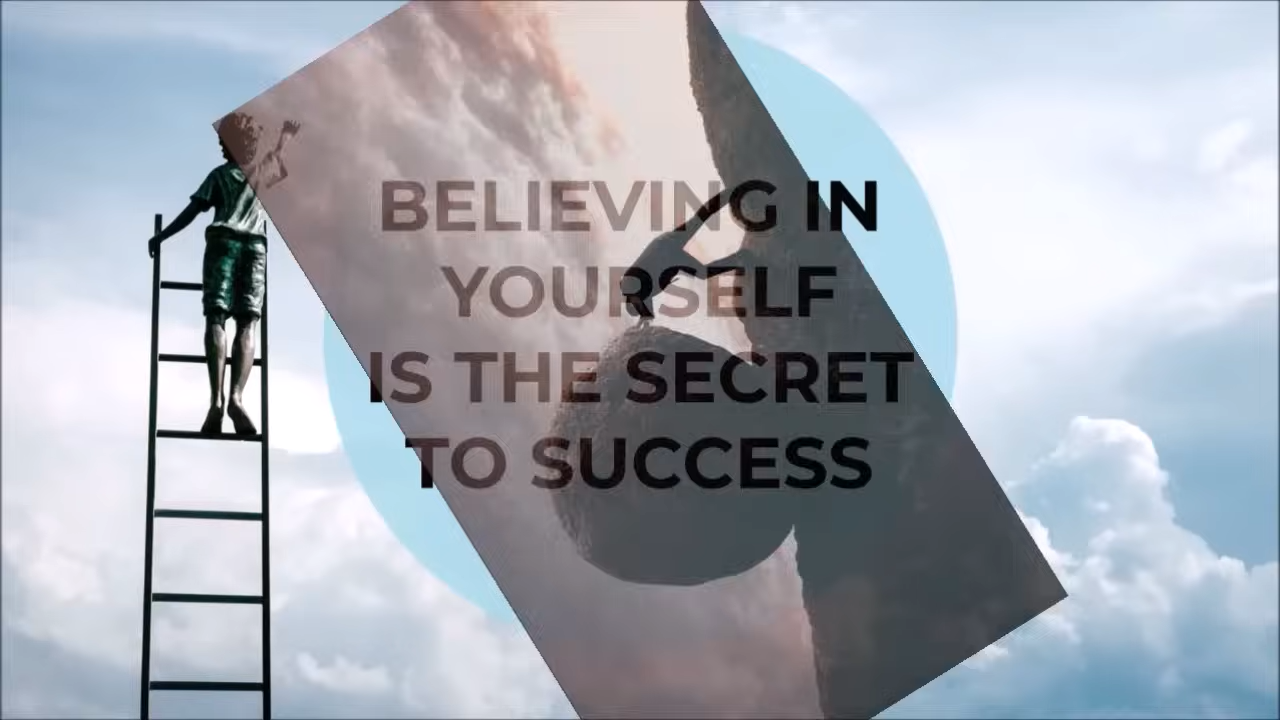 BELIEVING IN
YOURSELF
IS THE SECRET
TO SUCCESS